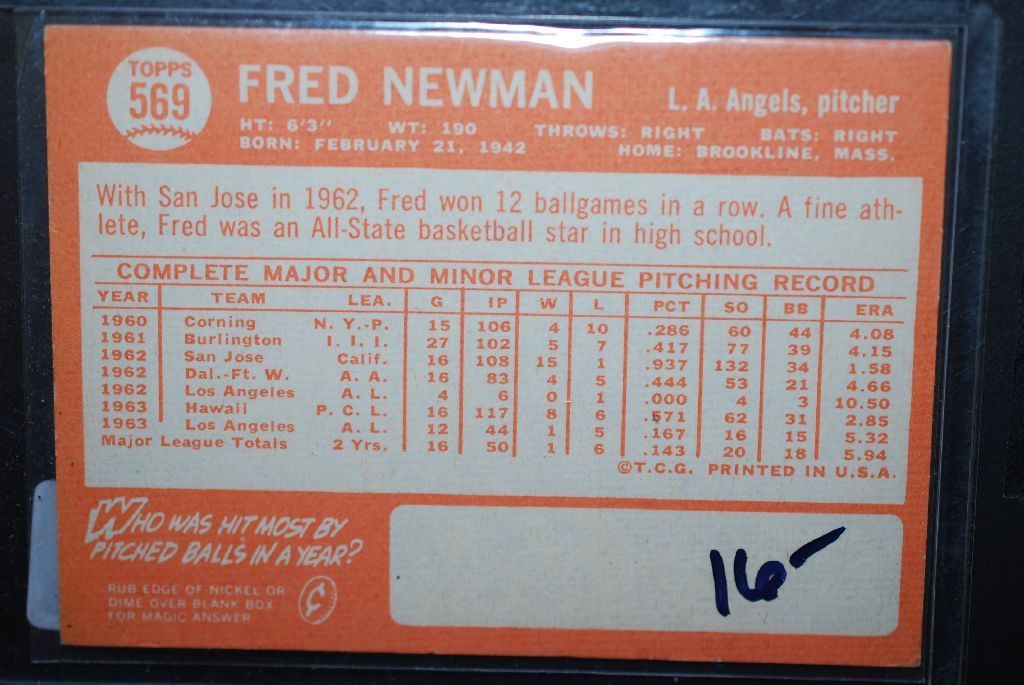 TOPPS
569
FRED NEWMAN
L. A. Angels, pitcher
HT: 6'3" WT: 190 THROWS: RIGHT BATS: RIGHT
BORN: FEBRUARY 21, 1942 HOME: BROOKLINE, MASS.
With San Jose in 1962, Fred won 12 ballgames in a row. A fine ath-
lete, Fred was an All-State basketball star in high school.
COMPLETE MAJOR AND MINOR LEAGUE PITCHING RECORD
YEAR TEAM LEA. G IP W L PCT SO BB ERA
1960 Corning N. Y.-P. 15 106 4 10 .286 60 44 4.08
1961 Burlington I. I. I. 27 102 5 7 .417 77 39 4.15
1962 San Jose Calif. 16 108 15 1 .937 132 34 1.58
1962 Dal.-Ft. W. A. A. 16 83 4 5 .444 53 21 4.66
1962 Los Angeles A. L. 4 6 0 1 .000 4 3 10.50
1963 Hawaii P. C. L. 16 117 8 6 .571 62 31 2.85
1963 Los Angeles A. L. 12 44 1 5 .167 16 15 5.32
Major League Totals 2 Yrs. 16 50 1 6 .143 20 18 5.94
©T.C.G. PRINTED IN U.S.A.
WHO WAS HIT MOST BY
PITCHED BALLS IN A YEAR?
RUB EDGE OF NICKEL OR
DIME OVER BLANK BOX
FOR MAGIC ANSWER
16-